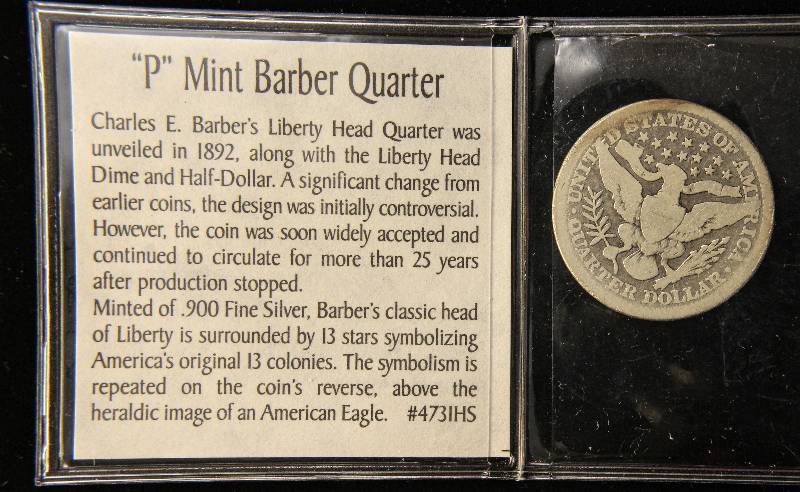 "P" Mint Barber Quarter
Charles E. Barber's Liberty Head Quarter was
unveiled in 1892, along with the Liberty Head
Dime and Half-Dollar. A significant change from
earlier coins, the design was initially controversial.
However, the coin was soon widely accepted and
continued to circulate for more than 25 years
after production stopped.
Minted of .900 Fine Silver, Barber's classic head
of Liberty is surrounded by 13 stars symbolizing
America's original 13 colonies. The symbolism is
repeated on the coin's reverse, above the
heraldic image of an American Eagle. #4731HS
UNITED STATES OF AMERICA
QUARTER DOLLAR